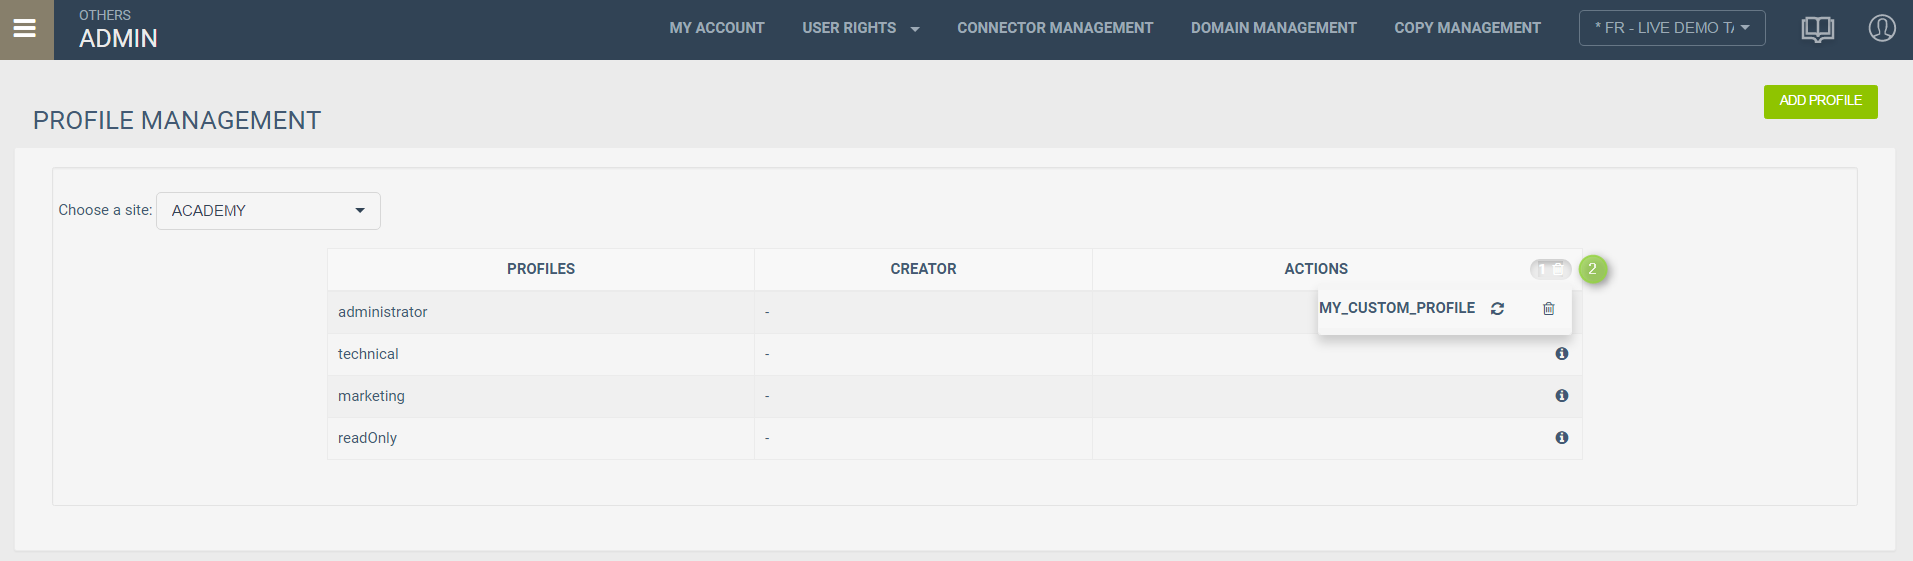 OTHERS
ADMIN
MY ACCOUNT USER RIGHTS CONNECTOR MANAGEMENT DOMAIN MANAGEMENT COPY MANAGEMENT * FR - LIVE DEMO TA
PROFILE MANAGEMENT
ADD PROFILE
Choose a site: ACADEMY
PROFILES CREATOR ACTIONS 1 2
administrator - MY_CUSTOM_PROFILE
technical -
marketing -
readOnly -